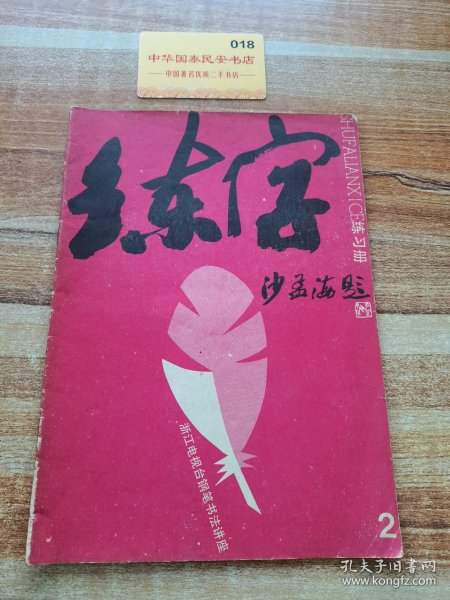 018
中华国泰民安书店
中国著名优质二手书店
练字
SHUFALIANXICE练习册
沙孟海题
浙江电视台钢笔书法讲座
2
孔夫子旧书网
www.kongfz.com